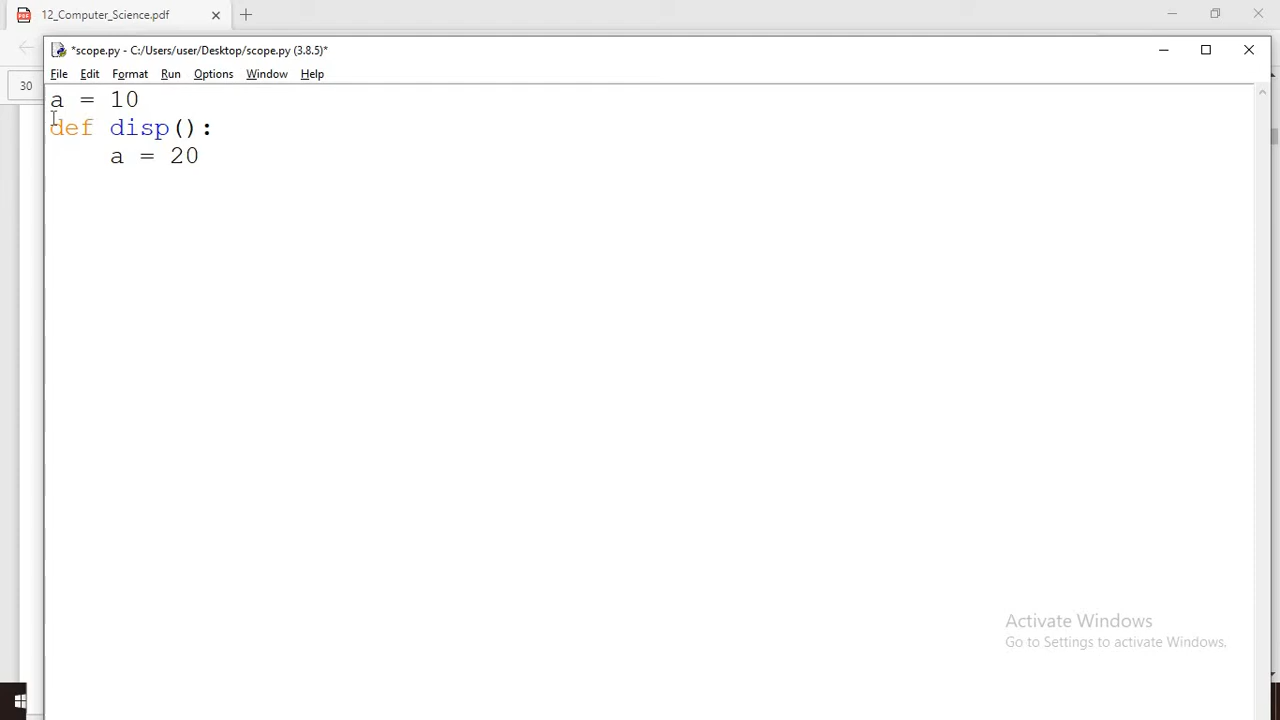 12_Computer_Science.pdf
*scope.py - C:/Users/user/Desktop/scope.py (3.8.5)*
File Edit Format Run Options Window Help
30
a = 10
def disp():
    a = 20
Activate Windows
Go to Settings to activate Windows.